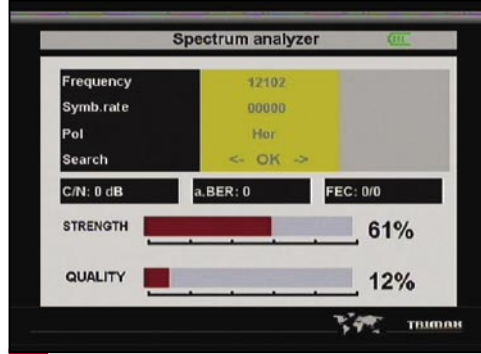 Spectrum analyzer
Frequency 12102
Symb.rate 00000
Pol Hor
Search <- OK ->
C/N: 0 dB a.BER: 0 FEC: 0/0
STRENGTH 61%
QUALITY 12%
TRIMAX